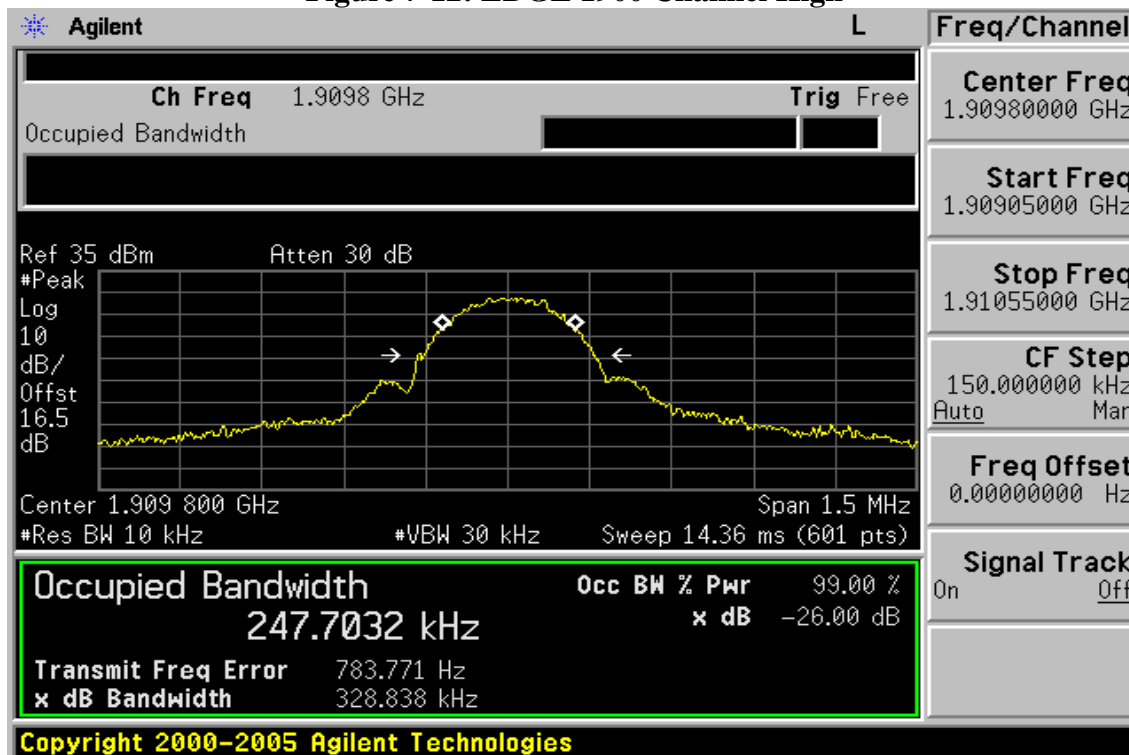 Agilent L
Freq/Channel
Ch Freq 1.9098 GHz Trig Free
Occupied Bandwidth
Center Freq
1.90980000 GHz
Start Freq
1.90905000 GHz
Stop Freq
1.91055000 GHz
CF Step
150.000000 kHz
Auto Man
Freq Offset
0.00000000 Hz
Signal Track
On Off
Ref 35 dBm Atten 30 dB
#Peak
Log
10
dB/
Offst
16.5
dB
Center 1.909 800 GHz Span 1.5 MHz
#Res BW 10 kHz #VBW 30 kHz Sweep 14.36 ms (601 pts)
Occupied Bandwidth Occ BW % Pwr 99.00 %
247.7032 kHz x dB -26.00 dB
Transmit Freq Error 783.771 Hz
x dB Bandwidth 328.838 kHz
Copyright 2000-2005 Agilent Technologies